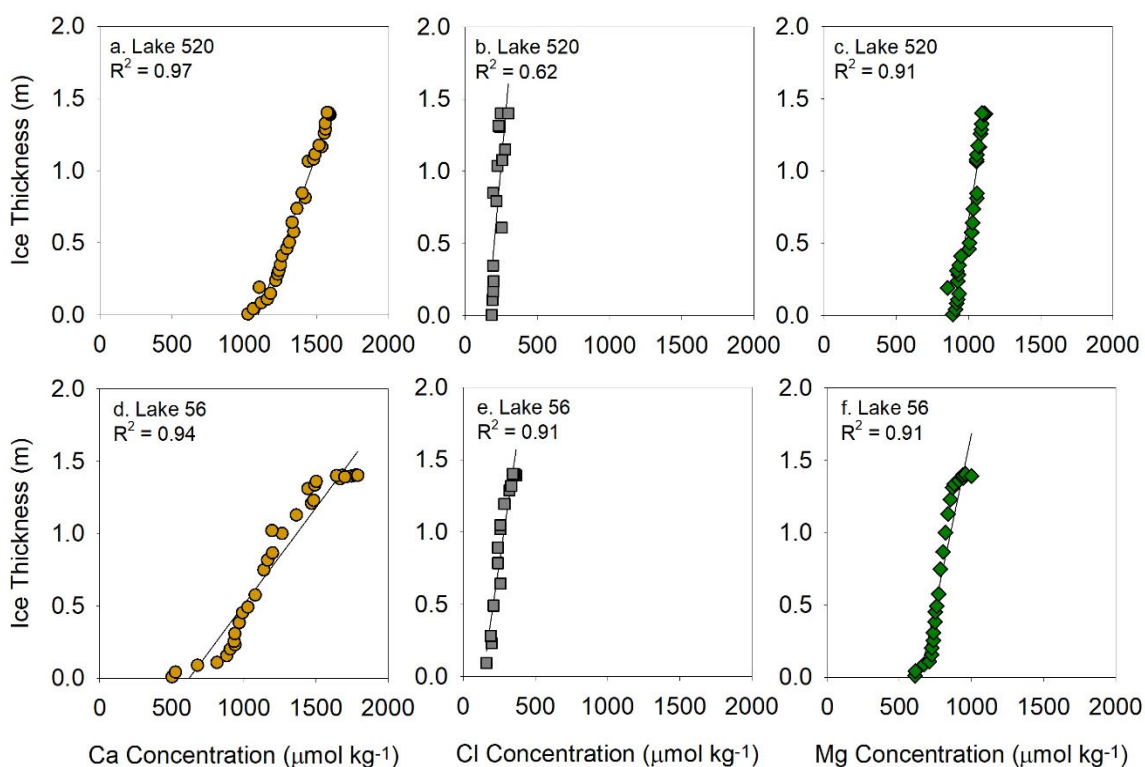 a. Lake 520
R² = 0.97
b. Lake 520
R² = 0.62
c. Lake 520
R² = 0.91
Ice Thickness (m)
2.0
1.5
1.0
0.5
0.0
0 500 1000 1500 2000
2.0
1.5
1.0
0.5
0.0
0 500 1000 1500 2000
2.0
1.5
1.0
0.5
0.0
0 500 1000 1500 2000
d. Lake 56
R² = 0.94
e. Lake 56
R² = 0.91
f. Lake 56
R² = 0.91
Ice Thickness (m)
2.0
1.5
1.0
0.5
0.0
0 500 1000 1500 2000
2.0
1.5
1.0
0.5
0.0
0 500 1000 1500 2000
2.0
1.5
1.0
0.5
0.0
0 500 1000 1500 2000
Ca Concentration (μmol kg⁻¹)
Cl Concentration (μmol kg⁻¹)
Mg Concentration (μmol kg⁻¹)